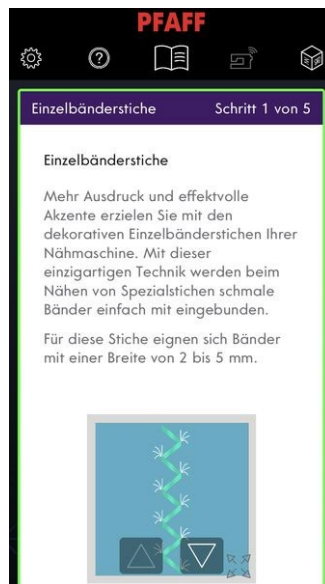 PFAFF
Einzelbänderstiche Schritt 1 von 5
Einzelbänderstiche
Mehr Ausdruck und effektvolle
Akzente erzielen Sie mit den
dekorativen Einzelbänderstichen Ihrer
Nähmaschine. Mit dieser
einzigartigen Technik werden beim
Nähen von Spezialstichen schmale
Bänder einfach mit eingebunden.
Für diese Stiche eignen sich Bänder
mit einer Breite von 2 bis 5 mm.